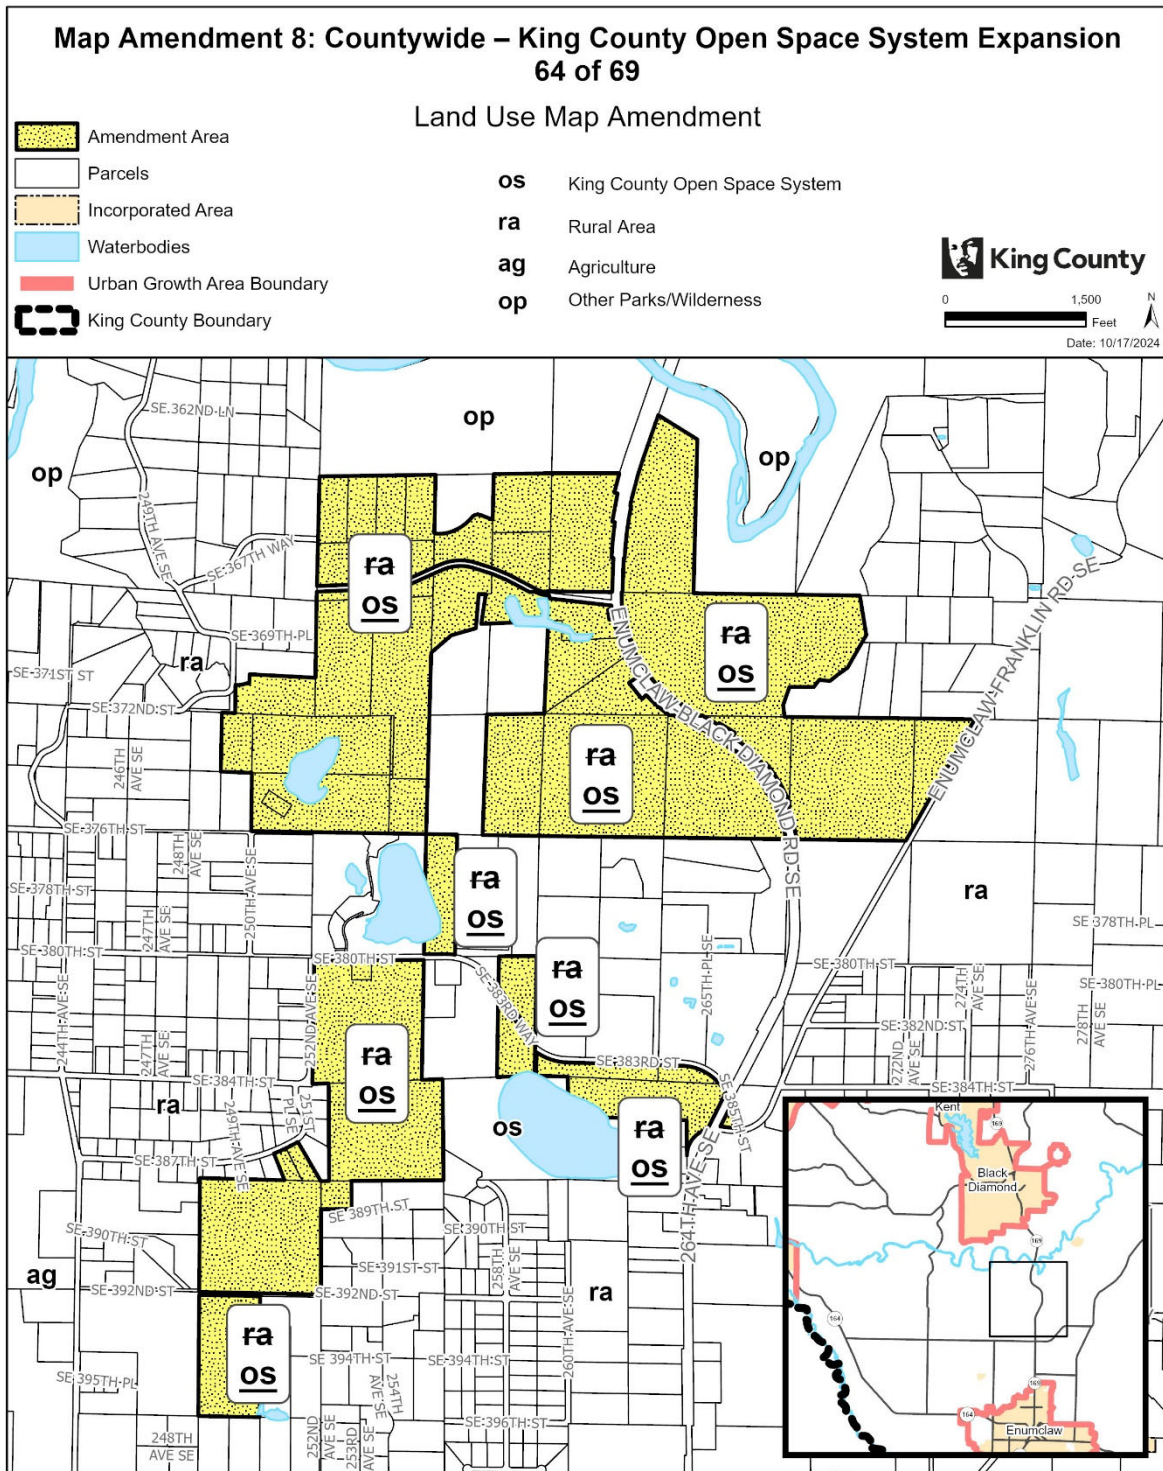 Map Amendment 8: Countywide – King County Open Space System Expansion
64 of 69
Land Use Map Amendment
Amendment Area
Parcels
Incorporated Area
Waterbodies
Urban Growth Area Boundary
King County Boundary
os King County Open Space System
ra Rural Area
ag Agriculture
op Other Parks/Wilderness
King County
0 1,500
Feet
N
Date: 10/17/2024
SE 362ND LN
op
op
op
249TH AVE SE
SE 367TH WAY
ra
os
SE 369TH PL
ra
SE 371ST ST
SE 372ND ST
ENUMCLAW-BLACK DIAMOND RD SE
ra
os
ENUMCLAW-FRANKLIN RD SE
ra
os
246TH
AVE SE
SE 376TH ST
248TH
AVE SE
250TH AVE SE
SE 378TH ST
ra
os
ra
SE 378TH PL
247TH
AVE SE
SE 380TH ST
SE 380TH ST
SE 383RD WAY
ra
os
265TH PL SE
SE 380TH ST
274TH
AVE SE
SE 380TH PL
244TH AVE SE
252ND AVE SE
247TH
AVE SE
ra
os
SE 382ND ST
272ND
AVE SE
276TH AVE SE
278TH
AVE SE
SE 383RD ST
SE 384TH ST
SE 384TH ST
SE 385TH ST
ra
249TH AVE SE
251ST
PL SE
os
ra
os
SE 387TH ST
264TH AVE SE
SE 389TH ST
SE 390TH ST
SE 390TH ST
258TH
AVE SE
SE 391ST ST
ag
SE 392ND ST
SE 392ND ST
260TH AVE SE
ra
ra
os
SE 394TH ST
SE 394TH ST
SE 395TH PL
254TH
AVE SE
SE 396TH ST
248TH
AVE SE
252ND
AVE SE
253RD
AVE SE
Kent
169
Black
Diamond
169
164
169
164
Enumclaw